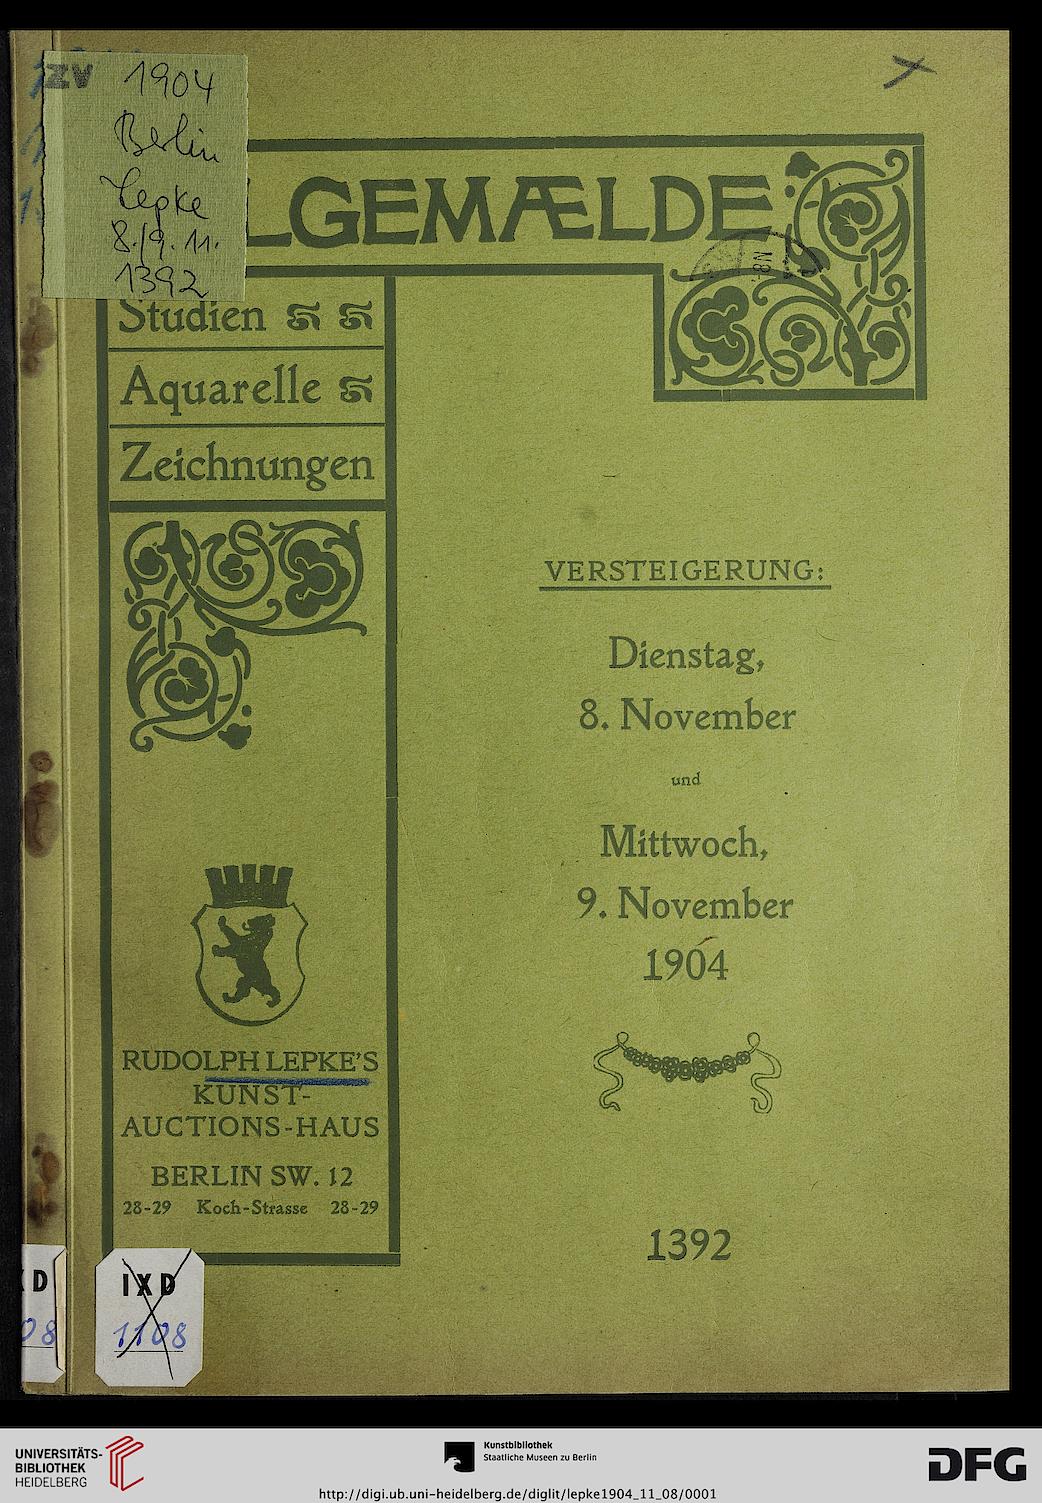 ZV
1904
Berlin
Lepke
8./9. 11.
1392
LGEMÆLDE
Studien
Aquarelle
Zeichnungen
VERSTEIGERUNG:
Dienstag,
8. November
und
Mittwoch,
9. November
1904
RUDOLPH LEPKE'S
KUNST-
AUCTIONS-HAUS
BERLIN SW. 12
28-29 Koch-Strasse 28-29
1392
D
08
IXD
1108
UNIVERSITÄTS-
BIBLIOTHEK
HEIDELBERG
Kunstbibliothek
Staatliche Museen zu Berlin
DFG
http://digi.ub.uni-heidelberg.de/diglit/lepke1904_11_08/0001